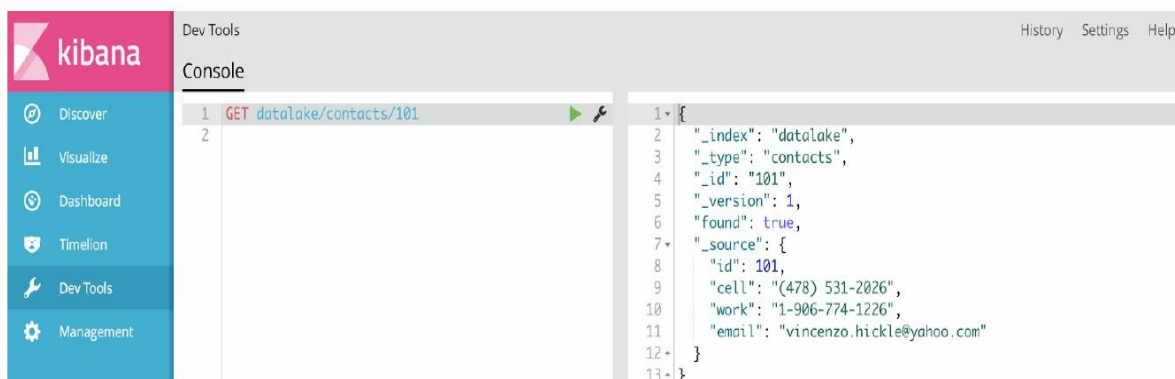 kibana
Discover
Visualize
Dashboard
Timelion
Dev Tools
Management
Dev Tools
History Settings Help
Console
1 GET datalake/contacts/101
2
1 {
2 "_index": "datalake",
3 "_type": "contacts",
4 "_id": "101",
5 "_version": 1,
6 "found": true,
7 "_source": {
8 "id": 101,
9 "cell": "(478) 531-2026",
10 "work": "1-906-774-1226",
11 "email": "vincenzo.hickle@yahoo.com"
12 }
13 }